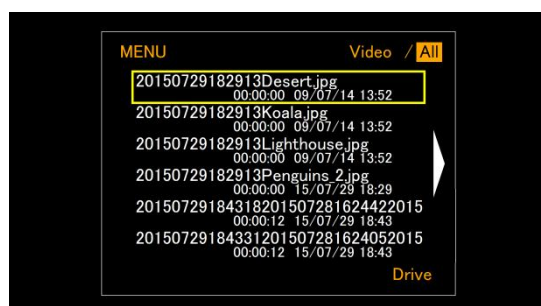 MENU Video / All
20150729182913Desert.jpg
00:00:00 09/07/14 13:52
20150729182913Koala.jpg
00:00:00 09/07/14 13:52
20150729182913Lighthouse.jpg
00:00:00 09/07/14 13:52
20150729182913Penguins_2.jpg
00:00:00 15/07/29 18:29
20150729184318201507281624422015
00:00:12 15/07/29 18:43
20150729184331201507281624052015
00:00:12 15/07/29 18:43
Drive